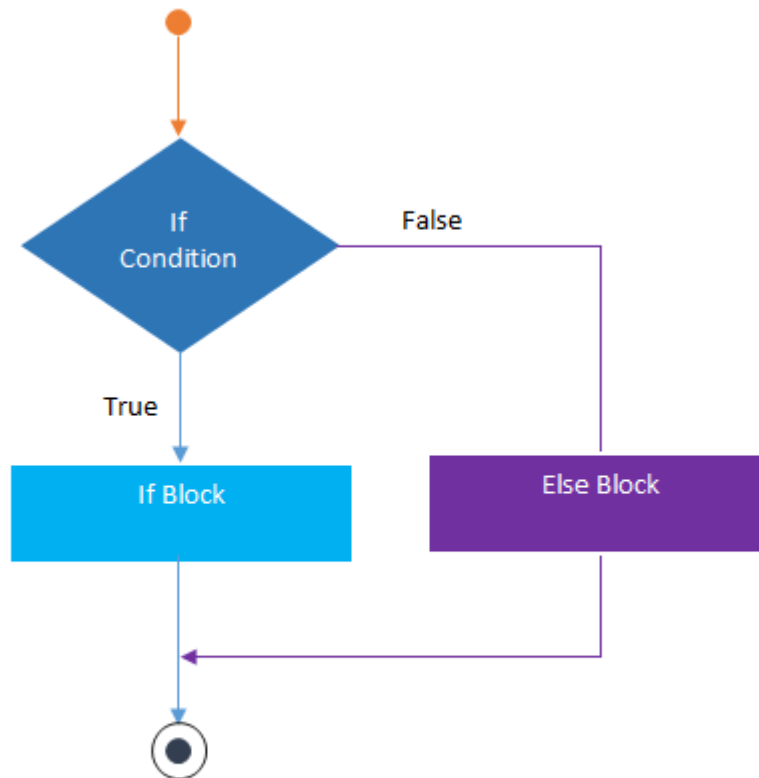 If
Condition
False
True
If Block
Else Block